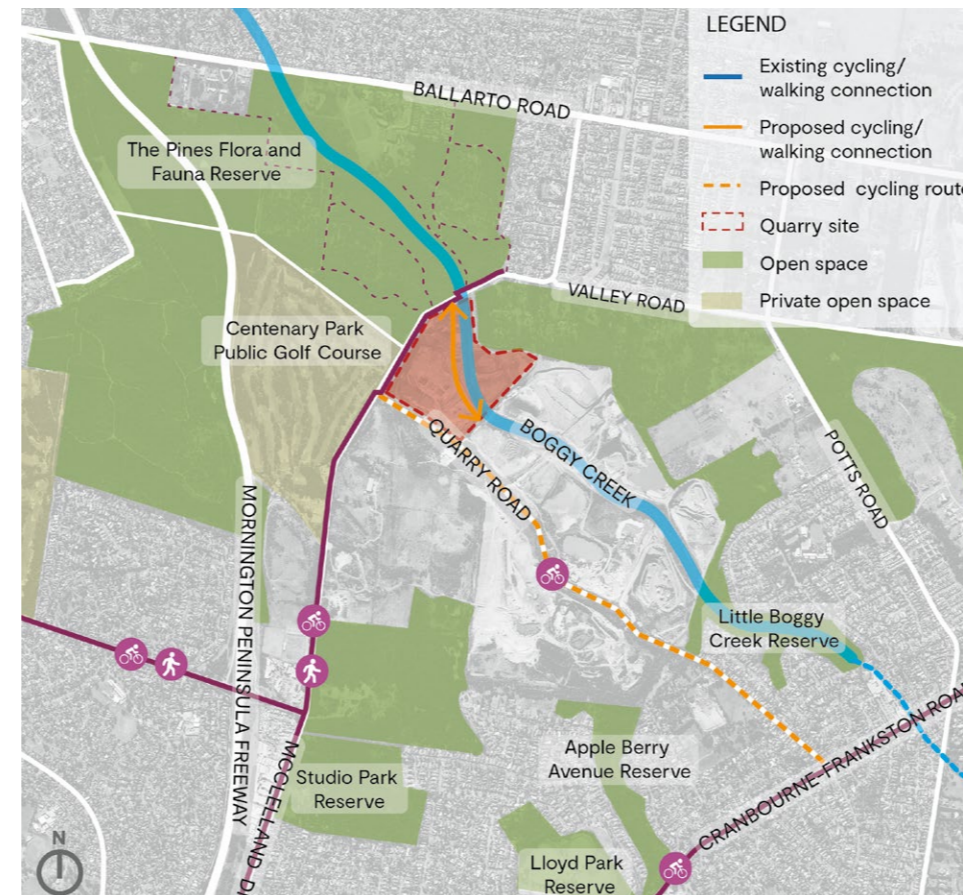 LEGEND
Existing cycling/
walking connection
Proposed cycling/
walking connection
Proposed cycling route
Quarry site
Open space
Private open space
BALLARTO ROAD
The Pines Flora and
Fauna Reserve
VALLEY ROAD
Centenary Park
Public Golf Course
QUARRY ROAD
BOGGY CREEK
POTTS ROAD
MORNINGTON PENINSULA FREEWAY
Little Boggy
Creek Reserve
Apple Berry
Avenue Reserve
CRANBOURNE-FRANKSTON ROAD
Studio Park
Reserve
MCCLELLAND D
Lloyd Park
Reserve
N